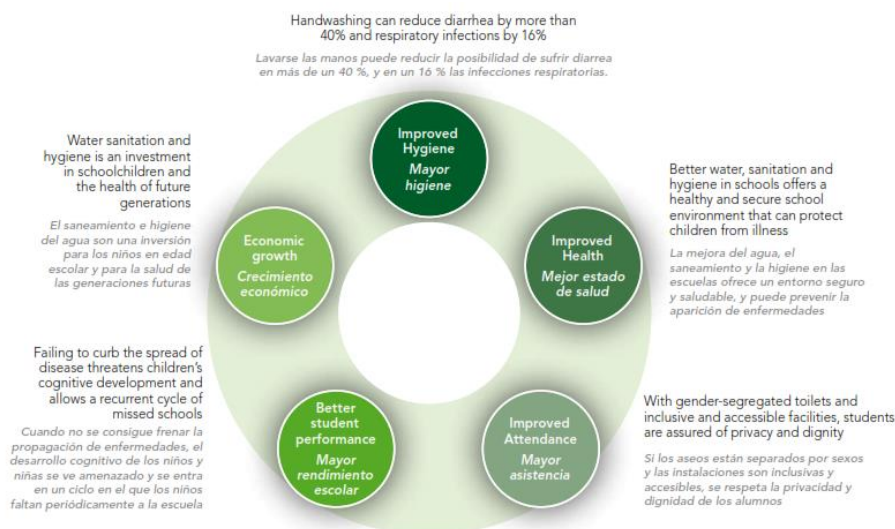 Handwashing can reduce diarrhea by more than
40% and respiratory infections by 16%
Lavarse las manos puede reducir la posibilidad de sufrir diarrea
en más de un 40 %, y en un 16 % las infecciones respiratorias.
Improved
Hygiene
Mayor
higiene
Better water, sanitation and
hygiene in schools offers a
healthy and secure school
environment that can protect
children from illness
La mejora del agua, el
saneamiento y la higiene en las
escuelas ofrece un entorno seguro
y saludable, y puede prevenir la
aparición de enfermedades
Improved
Health
Mejor estado
de salud
With gender-segregated toilets and
inclusive and accessible facilities, students
are assured of privacy and dignity
Si los aseos están separados por sexos
y las instalaciones son inclusivas y
accesibles, se respeta la privacidad y
dignidad de los alumnos
Improved
Attendance
Mayor
asistencia
Better
student
performance
Mayor
rendimiento
escolar
Failing to curb the spread of
disease threatens children's
cognitive development and
allows a recurrent cycle of
missed schools
Cuando no se consigue frenar la
propagación de enfermedades, el
desarrollo cognitivo de los niños y
niñas se ve amenazado y se entra
en un ciclo en el que los niños
faltan periódicamente a la escuela
Water sanitation and
hygiene is an investment
in schoolchildren and
the health of future
generations
El saneamiento e higiene
del agua son una inversión
para los niños en edad
escolar y para la salud de
las generaciones futuras
Economic
growth
Crecimiento
económico